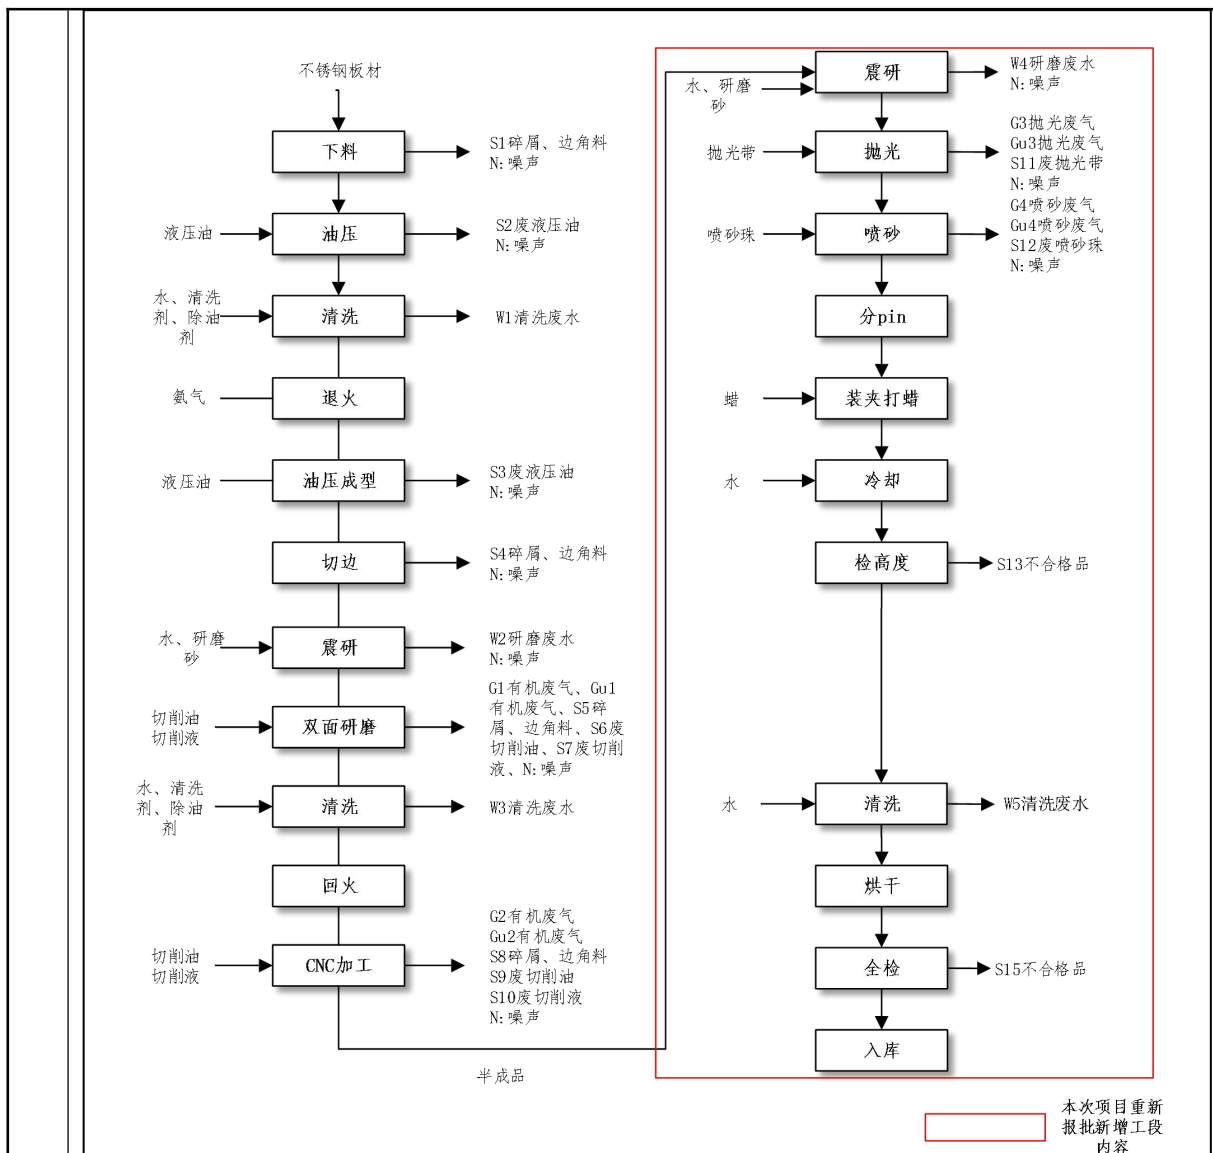 不锈钢板材
下料
S1碎屑、边角料
N:噪声
液压油
油压
S2废液压油
N:噪声
水、清洗
剂、除油
剂
清洗
W1清洗废水
氨气
退火
液压油
油压成型
S3废液压油
N:噪声
切边
S4碎屑、边角料
N:噪声
水、研磨
砂
震研
W2研磨废水
N:噪声
切削油
切削液
双面研磨
G1有机废气、Gu1
有机废气、S5碎
屑、边角料、S6废
切削油、S7废切削
液、N:噪声
水、清洗
剂、除油
剂
清洗
W3清洗废水
回火
切削油
切削液
CNC加工
G2有机废气
Gu2有机废气
S8碎屑、边角料
S9废切削油
S10废切削液
N:噪声
半成品
水、研磨
砂
震研
W4研磨废水
N:噪声
抛光带
抛光
G3抛光废气
Gu3抛光废气
S11废抛光带
N:噪声
喷砂珠
喷砂
G4喷砂废气
Gu4喷砂废气
S12废喷砂珠
N:噪声
分pin
蜡
装夹打蜡
水
冷却
检高度
S13不合格品
水
清洗
W5清洗废水
烘干
全检
S15不合格品
入库
本次项目重新
报批新增工段
内容